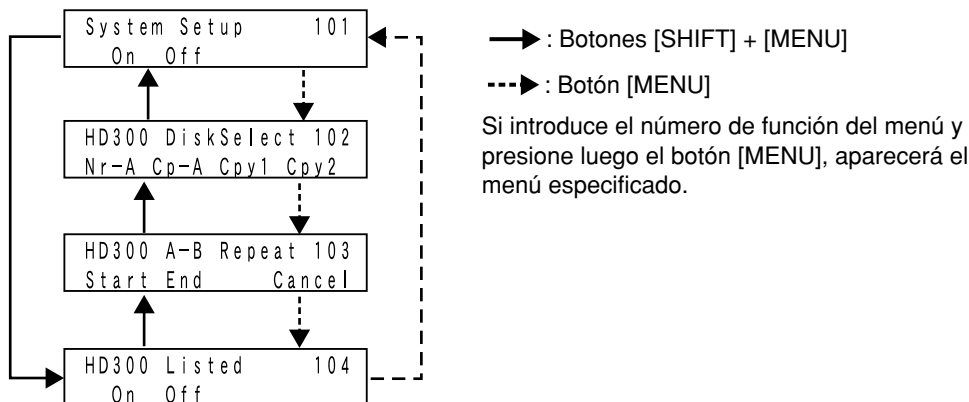 System Setup 101
On Off
HD300 DiskSelect 102
Nr-A Cp-A Cpy1 Cpy2
HD300 A-B Repeat 103
Start End Cancel
HD300 Listed 104
On Off
: Botones [SHIFT] + [MENU]
: Botón [MENU]
Si introduce el número de función del menú y
presione luego el botón [MENU], aparecerá el
menú especificado.